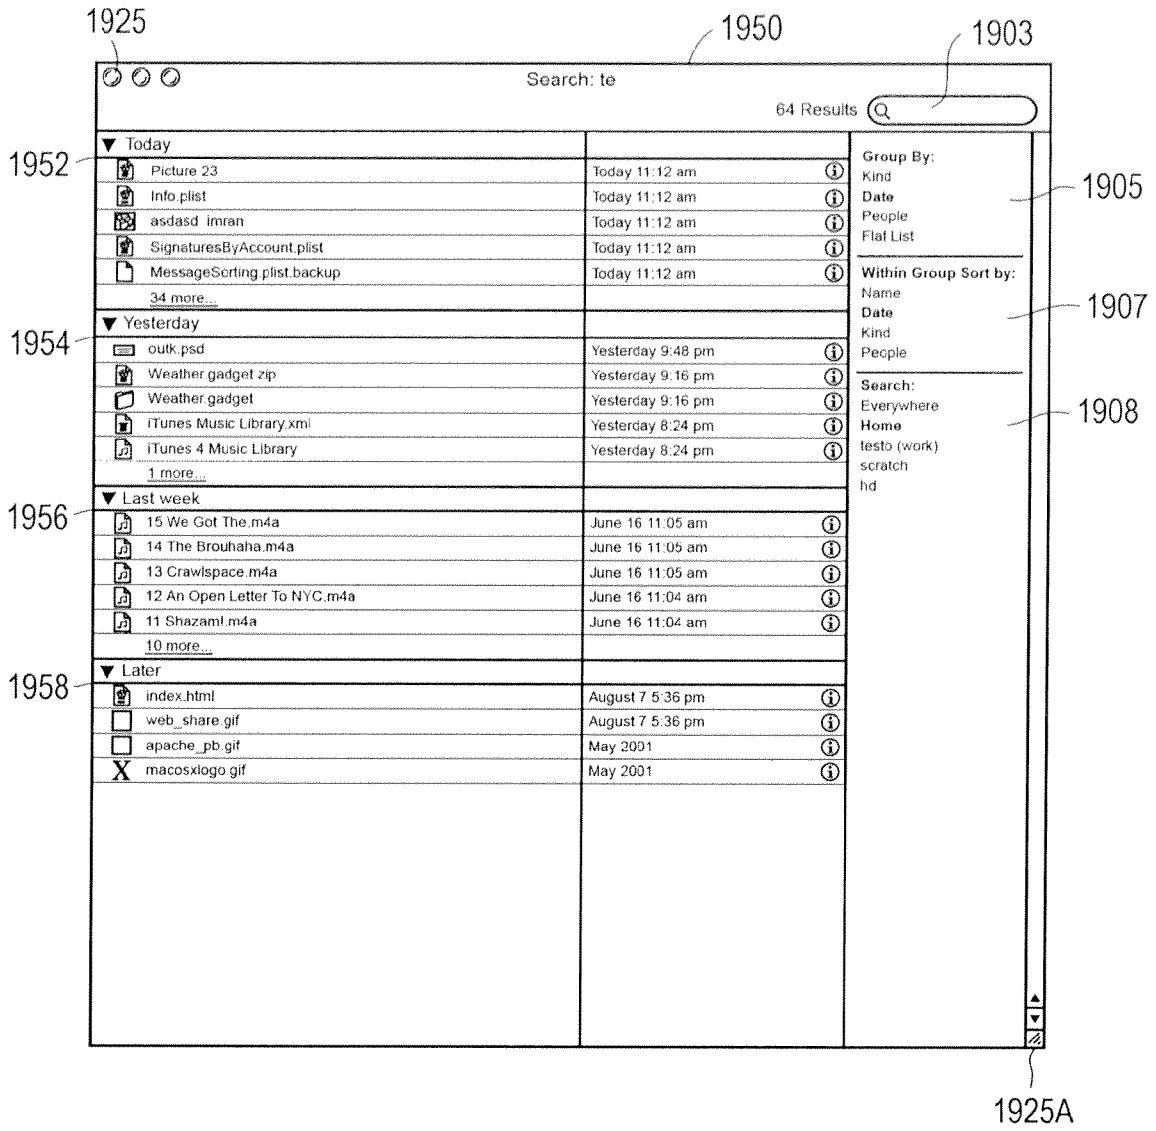 1925
1950
1903
Search: te
64 Results
Today
1952
Picture 23 Today 11:12 am
Info.plist Today 11:12 am
asdasd imran Today 11:12 am
SignaturesByAccount.plist Today 11:12 am
MessageSorting.plist.backup Today 11:12 am
34 more...
Yesterday
1954
outk.psd Yesterday 9:48 pm
Weather.gadget zip Yesterday 9:16 pm
Weather.gadget Yesterday 9:16 pm
iTunes Music Library.xml Yesterday 8:24 pm
iTunes 4 Music Library Yesterday 8:24 pm
1 more...
Last week
1956
15 We Got The.m4a June 16 11:05 am
14 The Brouhaha.m4a June 16 11:05 am
13 Crawlspace.m4a June 16 11:05 am
12 An Open Letter To NYC.m4a June 16 11:04 am
11 Shazam!.m4a June 16 11:04 am
10 more...
Later
1958
index.html August 7 5:36 pm
web_share.gif August 7 5:36 pm
apache_pb.gif May 2001
X macosxlogo.gif May 2001
Group By:
Kind
Date
People
Flaf List
1905
Within Group Sort by:
Name
Date
Kind
People
1907
Search:
Everywhere
Home
testo (work)
scratch
hd
1908
1925A